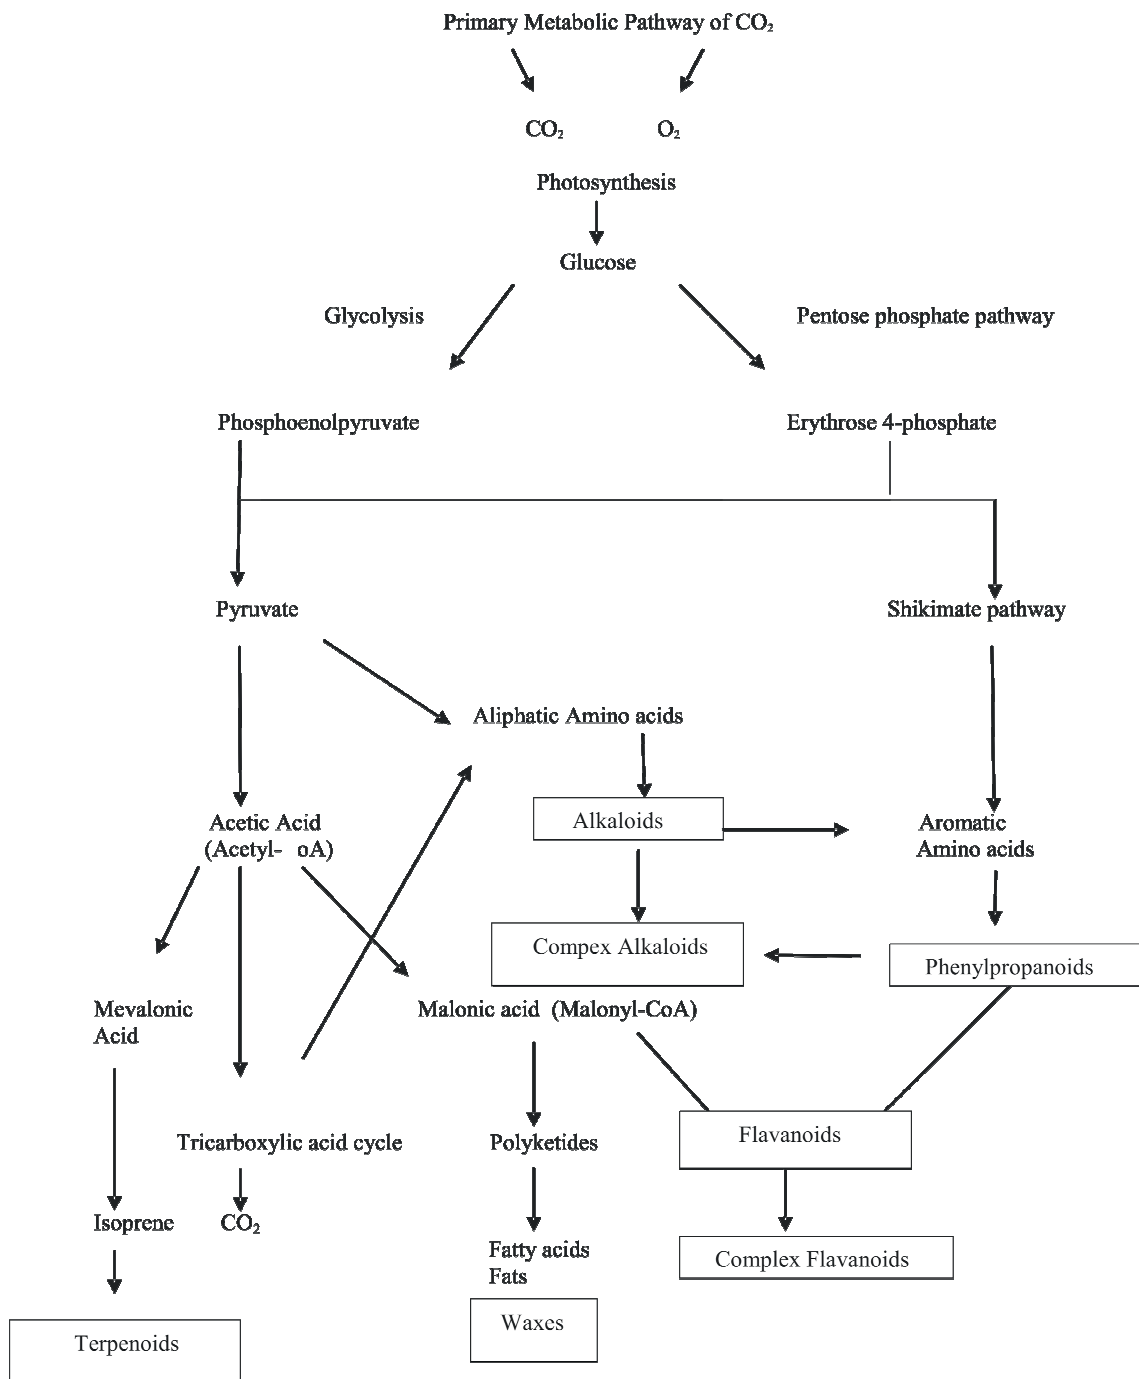 Primary Metabolic Pathway of CO₂
CO₂
O₂
Photosynthesis
Glucose
Glycolysis
Pentose phosphate pathway
Phosphoenolpyruvate
Erythrose 4-phosphate
Pyruvate
Shikimate pathway
Aliphatic Amino acids
Alkaloids
Acetic Acid
(Acetyl- oA)
Aromatic
Amino acids
Compex Alkaloids
Phenylpropanoids
Mevalonic
Acid
Malonic acid (Malonyl-CoA)
Tricarboxylic acid cycle
Polyketides
Flavanoids
Isoprene
CO₂
Fatty acids
Fats
Complex Flavanoids
Waxes
Terpenoids